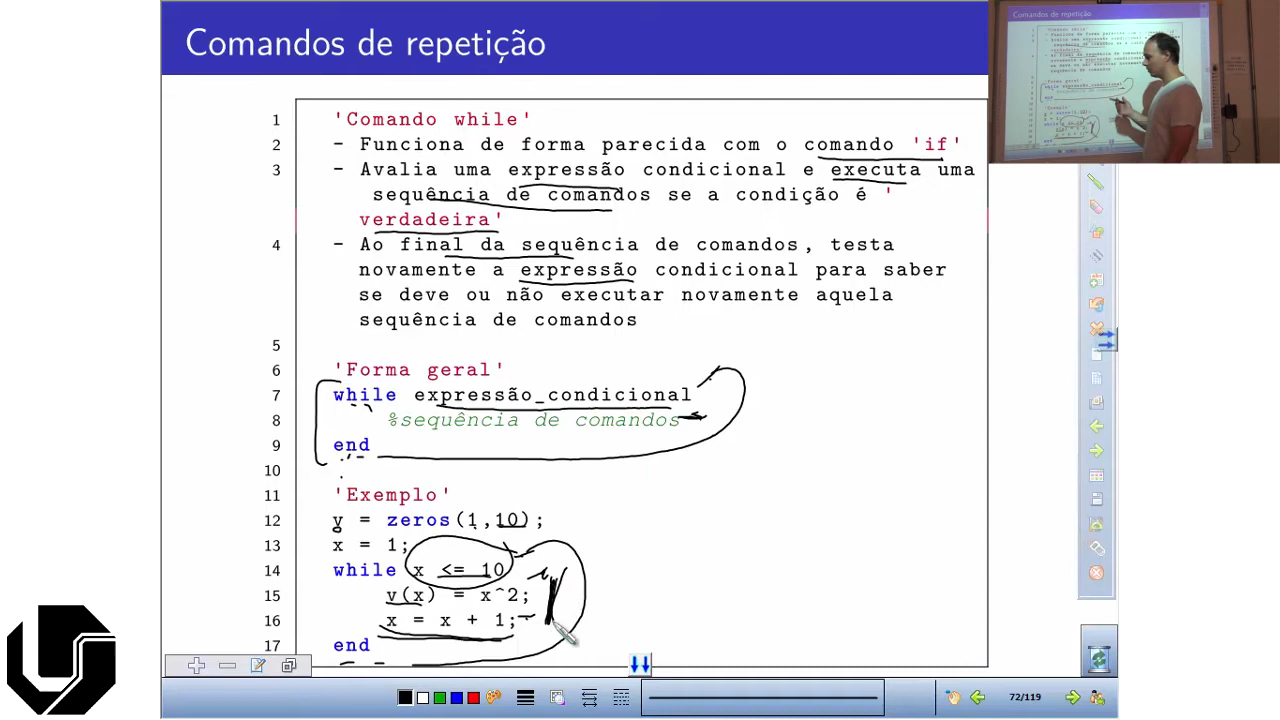 Comandos de repetição
1 'Comando while'
2 - Funciona de forma parecida com o comando 'if'
3 - Avalia uma expressão condicional e executa uma
sequência de comandos se a condição é '
verdadeira'
4 - Ao final da sequência de comandos, testa
novamente a expressão condicional para saber
se deve ou não executar novamente aquela
sequência de comandos
5
6 'Forma geral'
7 while expressão_condicional
8 %sequência de comandos
9 end
10
11 'Exemplo'
12 v = zeros(1,10);
13 x = 1;
14 while x <= 10
15 v(x) = x^2;
16 x = x + 1;
17 end
72/119
Comandos de repetição